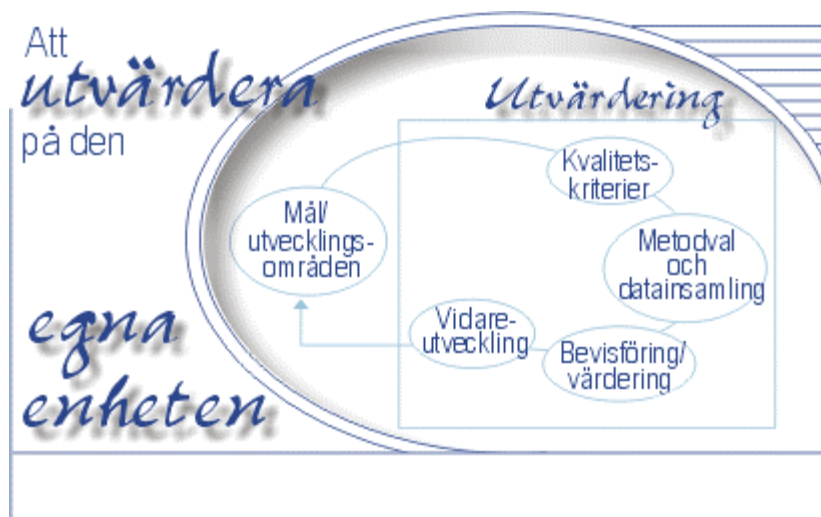 Att
utvärdera
på den
egna
enheten
Utvärdering
Kvalitets-
kriterier
Mål/
utvecklings-
områden
Metodval
och
datainsamling
Vidare-
utveckling
Bevisföring/
värdering